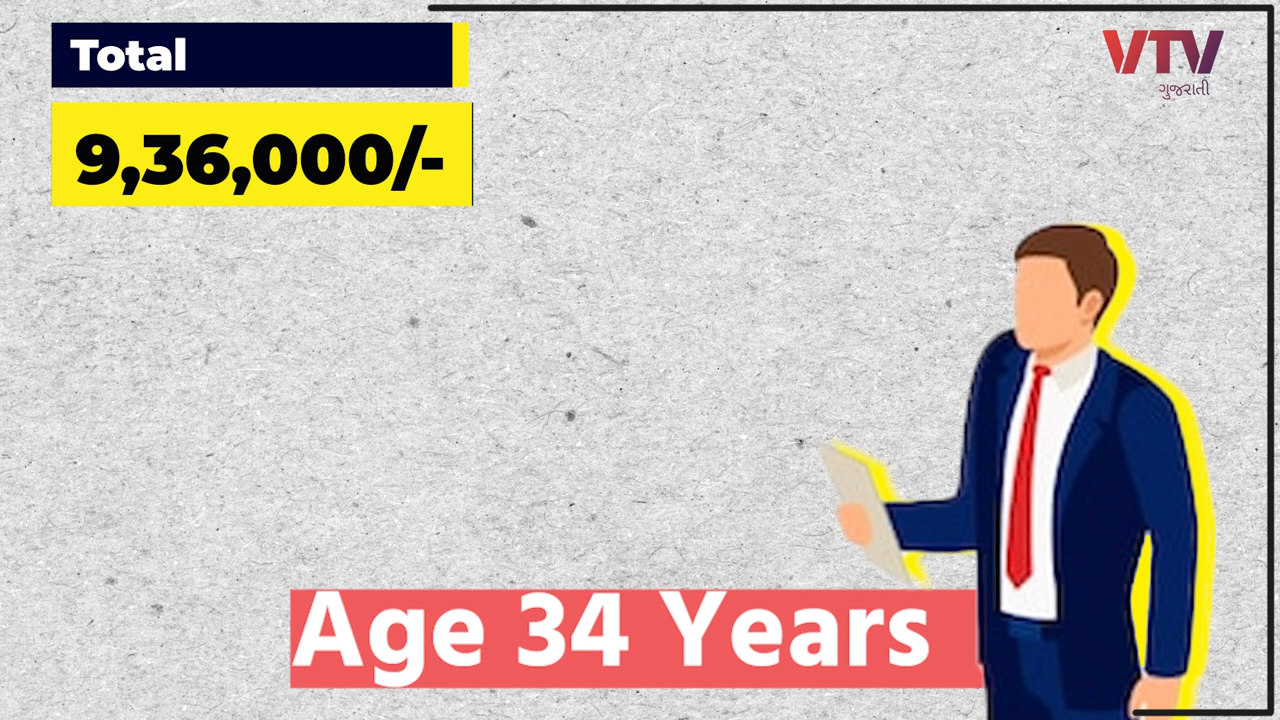 Total
9,36,000/-
VTV
ગુજરાતી
Age 34 Years